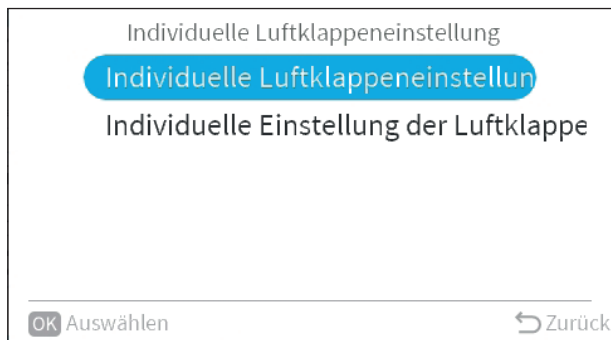 Individuelle Luftklappeneinstellung
Individuelle Luftklappeneinstellun
Individuelle Einstellung der Luftklappe
OK Auswählen
Zurück